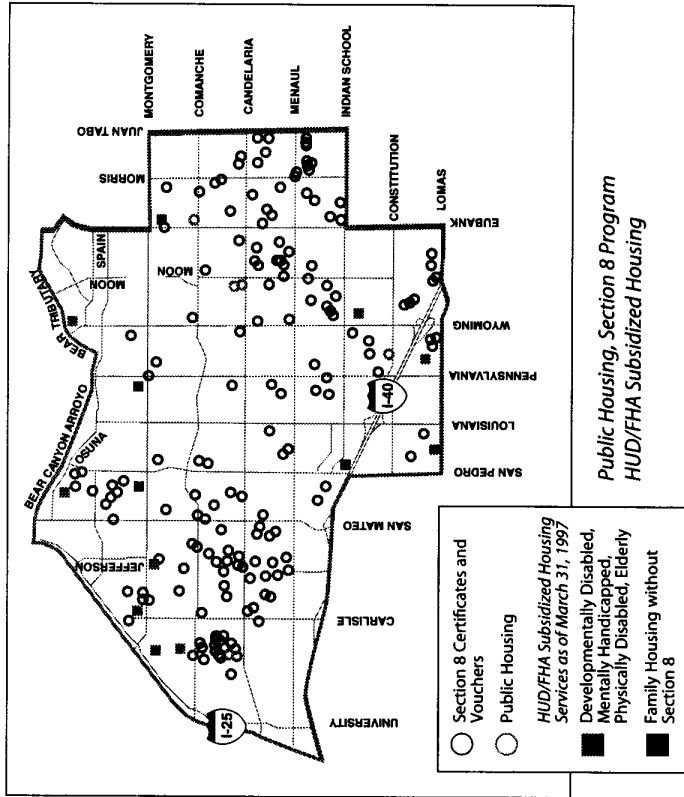 MONTGOMERY
COMANCHE
CANDELARIA
MENAUL
INDIAN SCHOOL
JUAN TABO
MORRIS
CONSTITUTION
LOMAS
EUBANK
SPAIN
MOON
MOON
BEAR TRIBUTARY
WYOMING
PENNSYLVANIA
I-40
BEAR CANYON ARROYO
OSUNA
LOUISIANA
SAN PEDRO
SAN MATEO
JEFFERSON
CARLISLE
I-25
UNIVERSITY
Section 8 Certificates and
Vouchers
Public Housing
HUD/FHA Subsidized Housing
Services as of March 31, 1997
Developmentally Disabled,
Mentally Handicapped,
Physically Disabled, Elderly
Family Housing without
Section 8
Public Housing, Section 8 Program
HUD/FHA Subsidized Housing